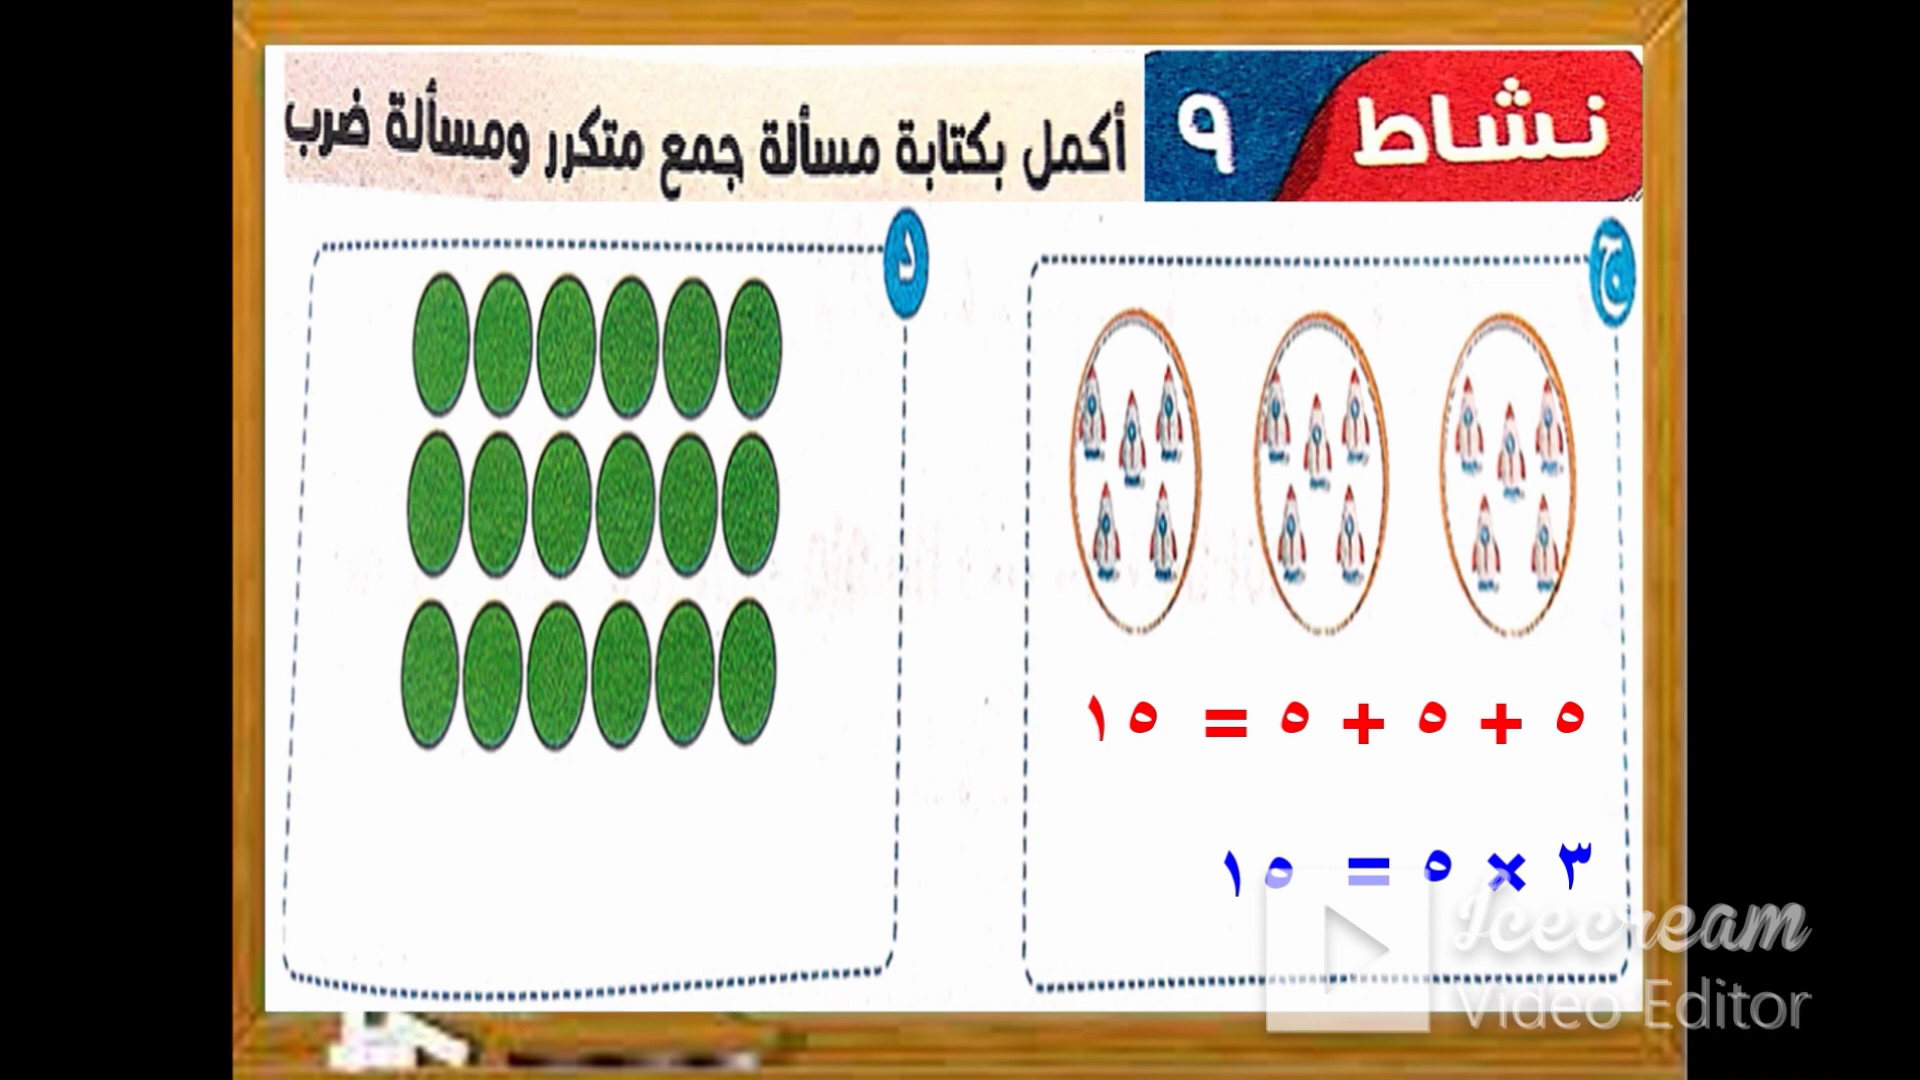 نشاط ٩ أكمل بكتابة مسألة جمع متكرر ومسألة ضرب
ج
٥ + ٥ + ٥ = ١٥
٣ × ٥ = ١٥
د
Icecream
Video Editor